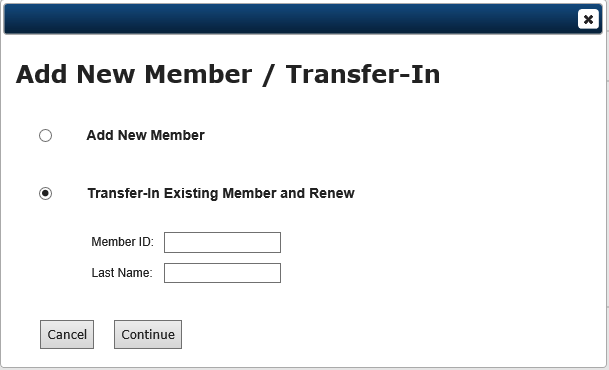 Add New Member / Transfer-In
Add New Member
Transfer-In Existing Member and Renew
Member ID:
Last Name:
Cancel Continue